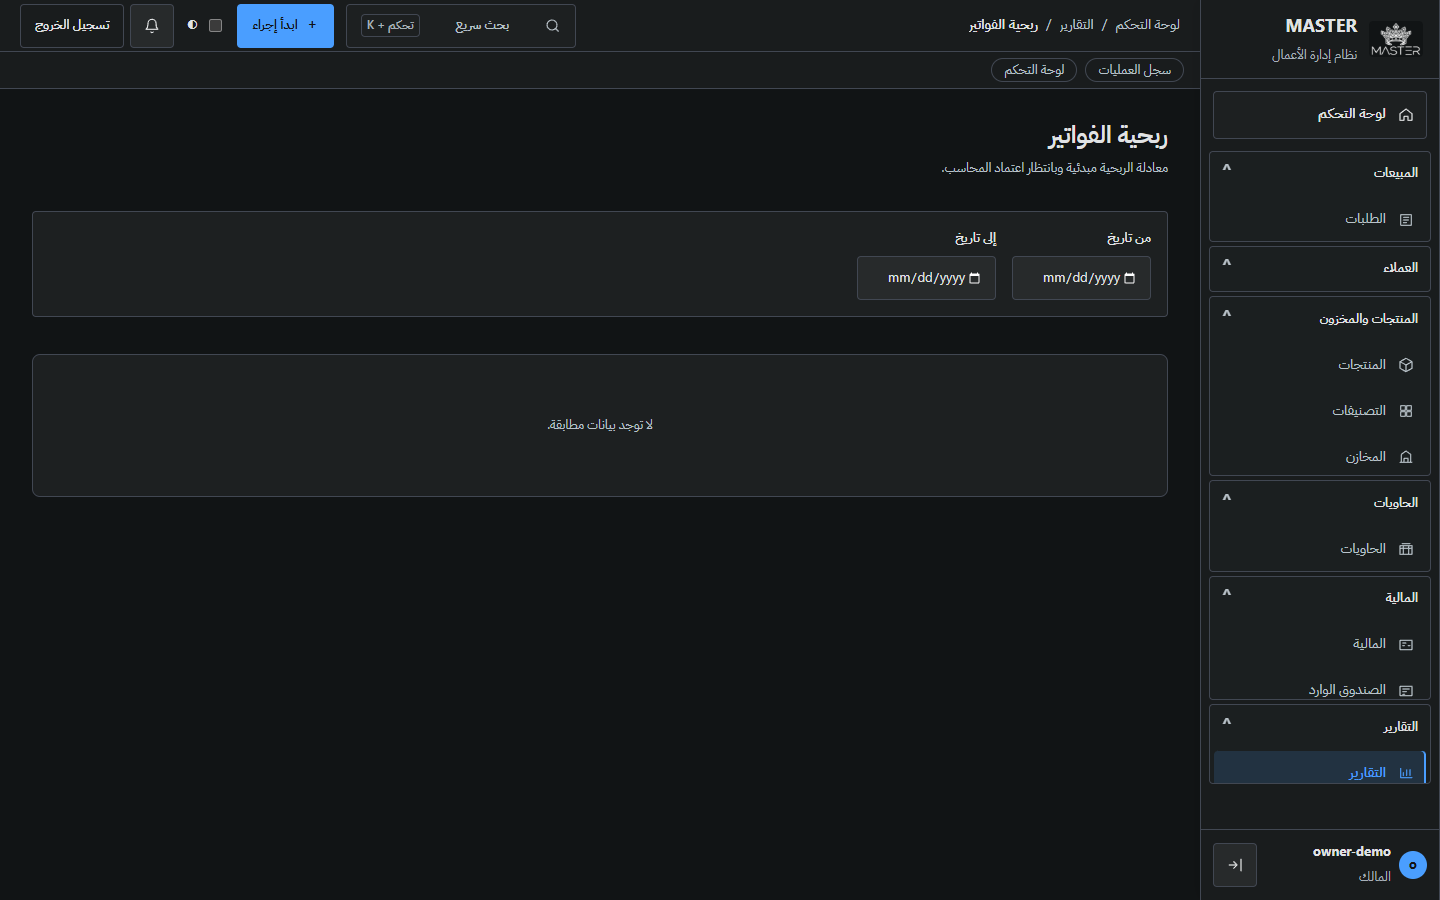 MASTER
MASTER
نظام إدارة الأعمال
لوحة التحكم
المبيعات
الطلبات
العملاء
المنتجات والمخزون
المنتجات
التصنيفات
المخازن
الحاويات
الحاويات
المالية
المالية
الصندوق الوارد
التقارير
التقارير
o
owner-demo
المالك
لوحة التحكم / التقارير / ربحية الفواتير
بحث سريع
تحكم + K
+ ابدأ إجراء
تسجيل الخروج
سجل العمليات
لوحة التحكم
ربحية الفواتير
معادلة الربحية مبدئية وبانتظار اعتماد المحاسب.
من تاريخ
mm/dd/yyyy
إلى تاريخ
mm/dd/yyyy
لا توجد بيانات مطابقة.